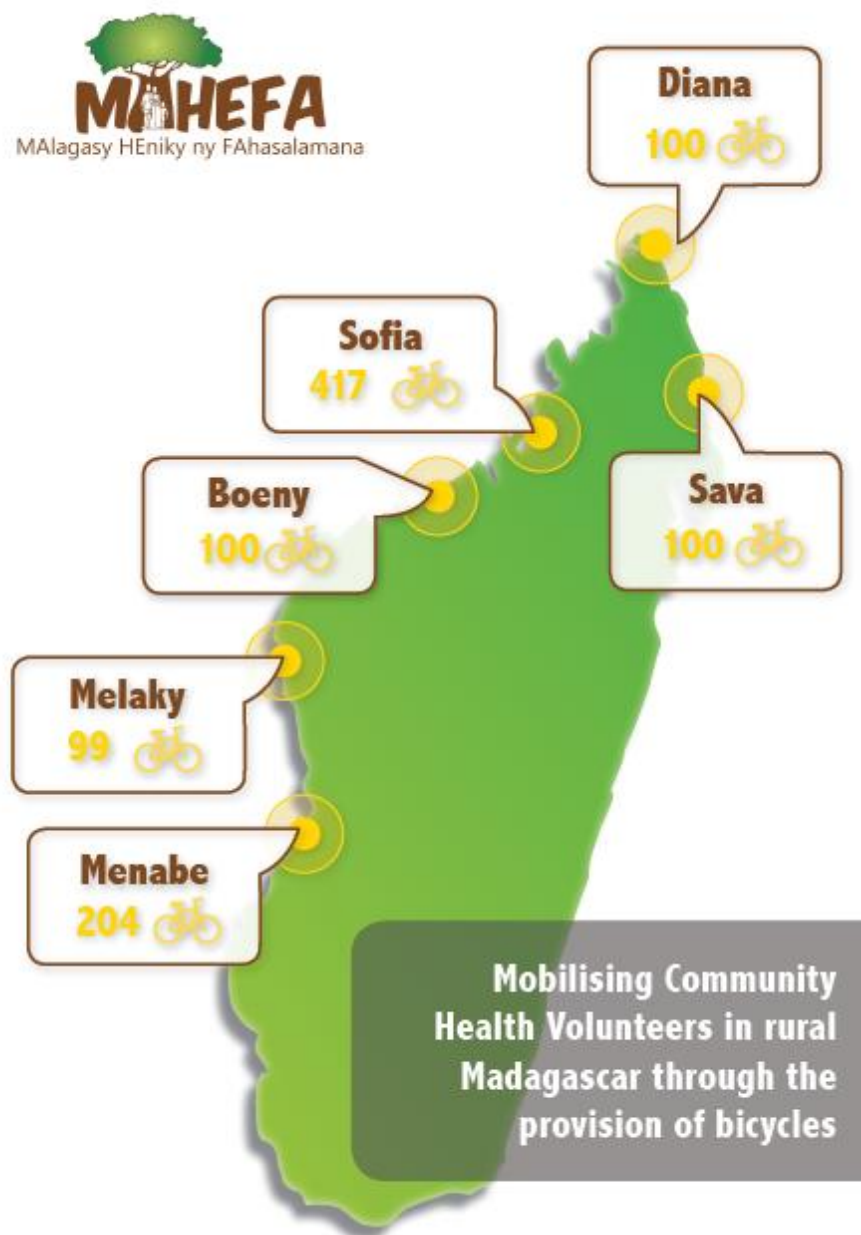 MAHEFA
MAlagasy HEniky ny FAhasalamana
Diana
100
Sofia
417
Boeny
100
Sava
100
Melaky
99
Menabe
204
Mobilising Community
Health Volunteers in rural
Madagascar through the
provision of bicycles